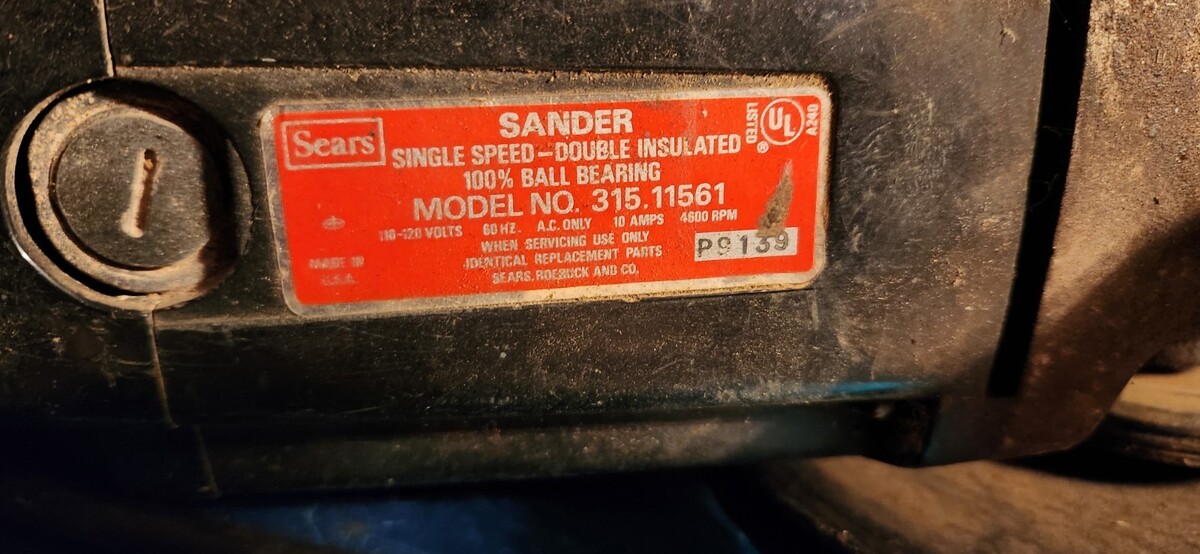 Sears
SANDER
SINGLE SPEED–DOUBLE INSULATED
100% BALL BEARING
MODEL NO. 315.11561
110-120 VOLTS 60 HZ. A.C. ONLY 10 AMPS 4600 RPM
WHEN SERVICING USE ONLY
IDENTICAL REPLACEMENT PARTS
SEARS, ROEBUCK AND CO.
MADE IN
U.S.A.
P9139
LISTED
UL
®
A240